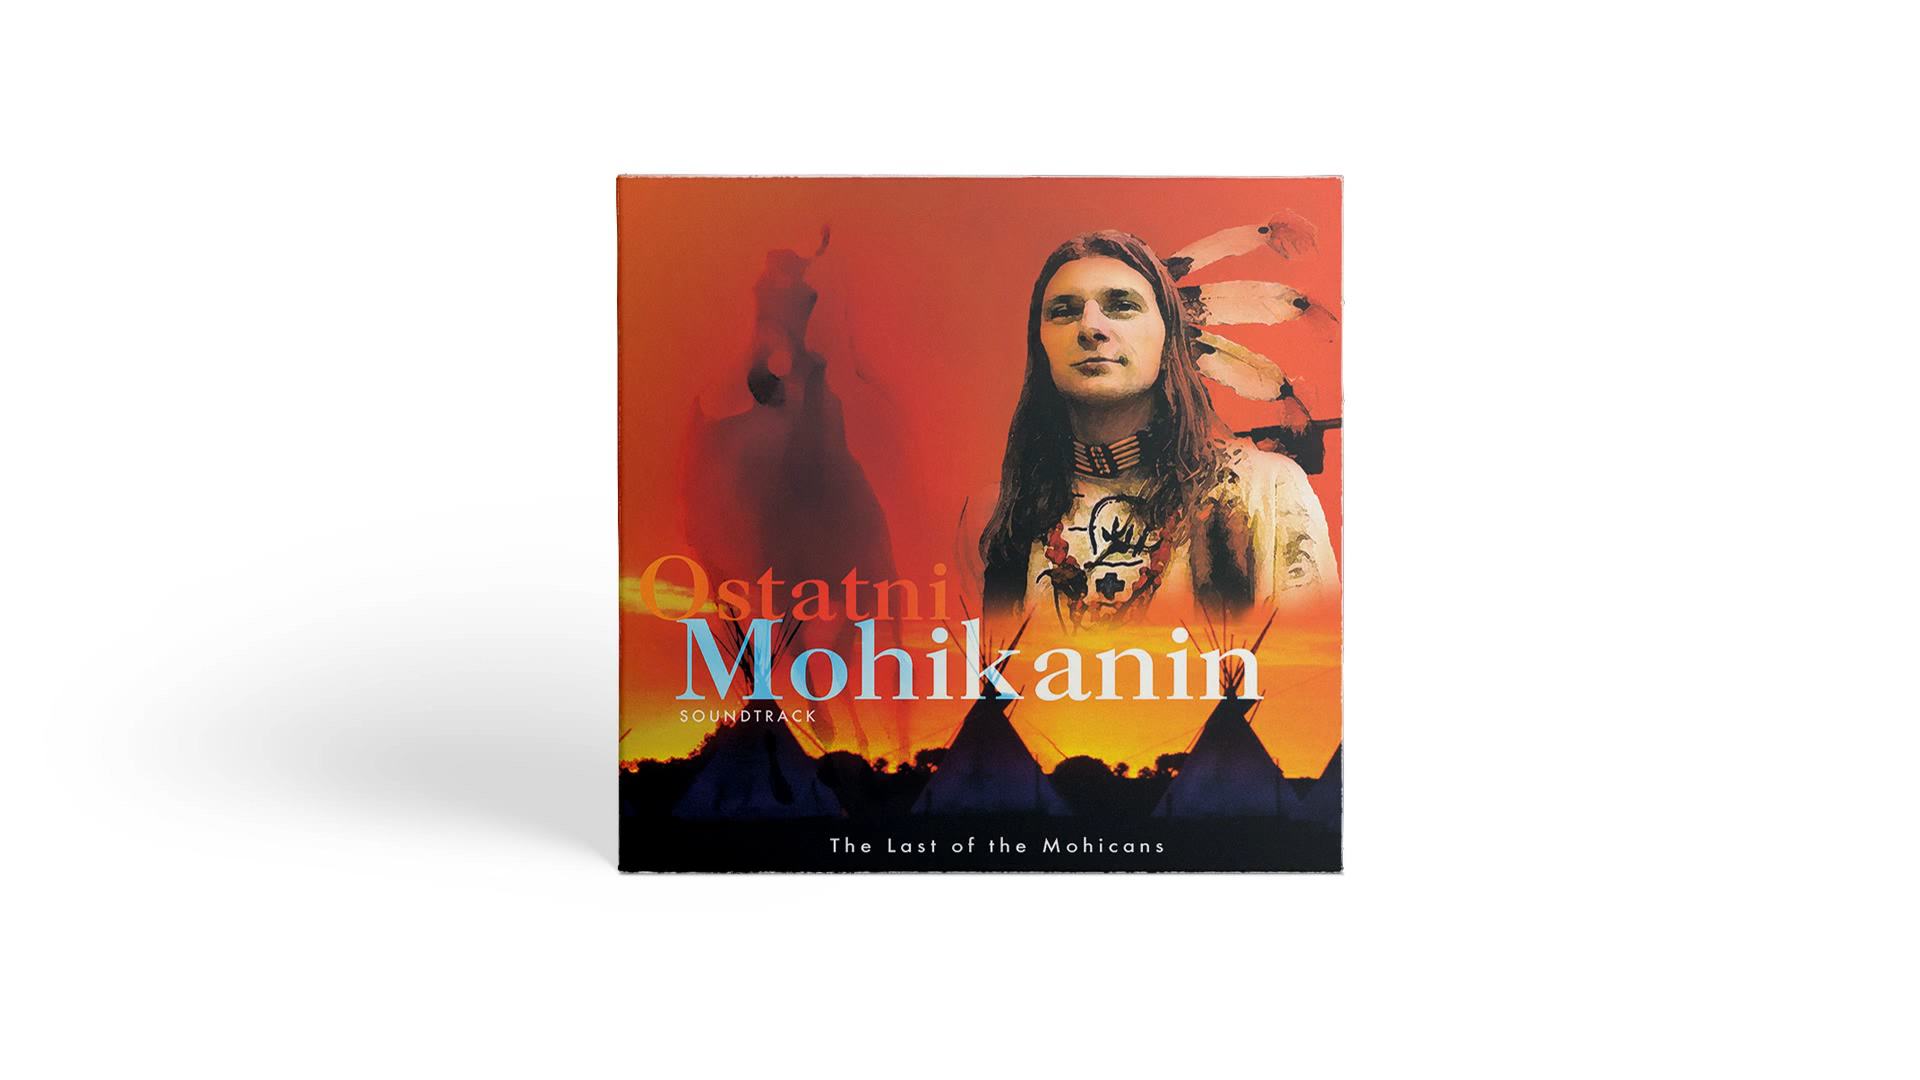 Ostatni
Mohikanin
SOUNDTRACK
The Last of the Mohicans